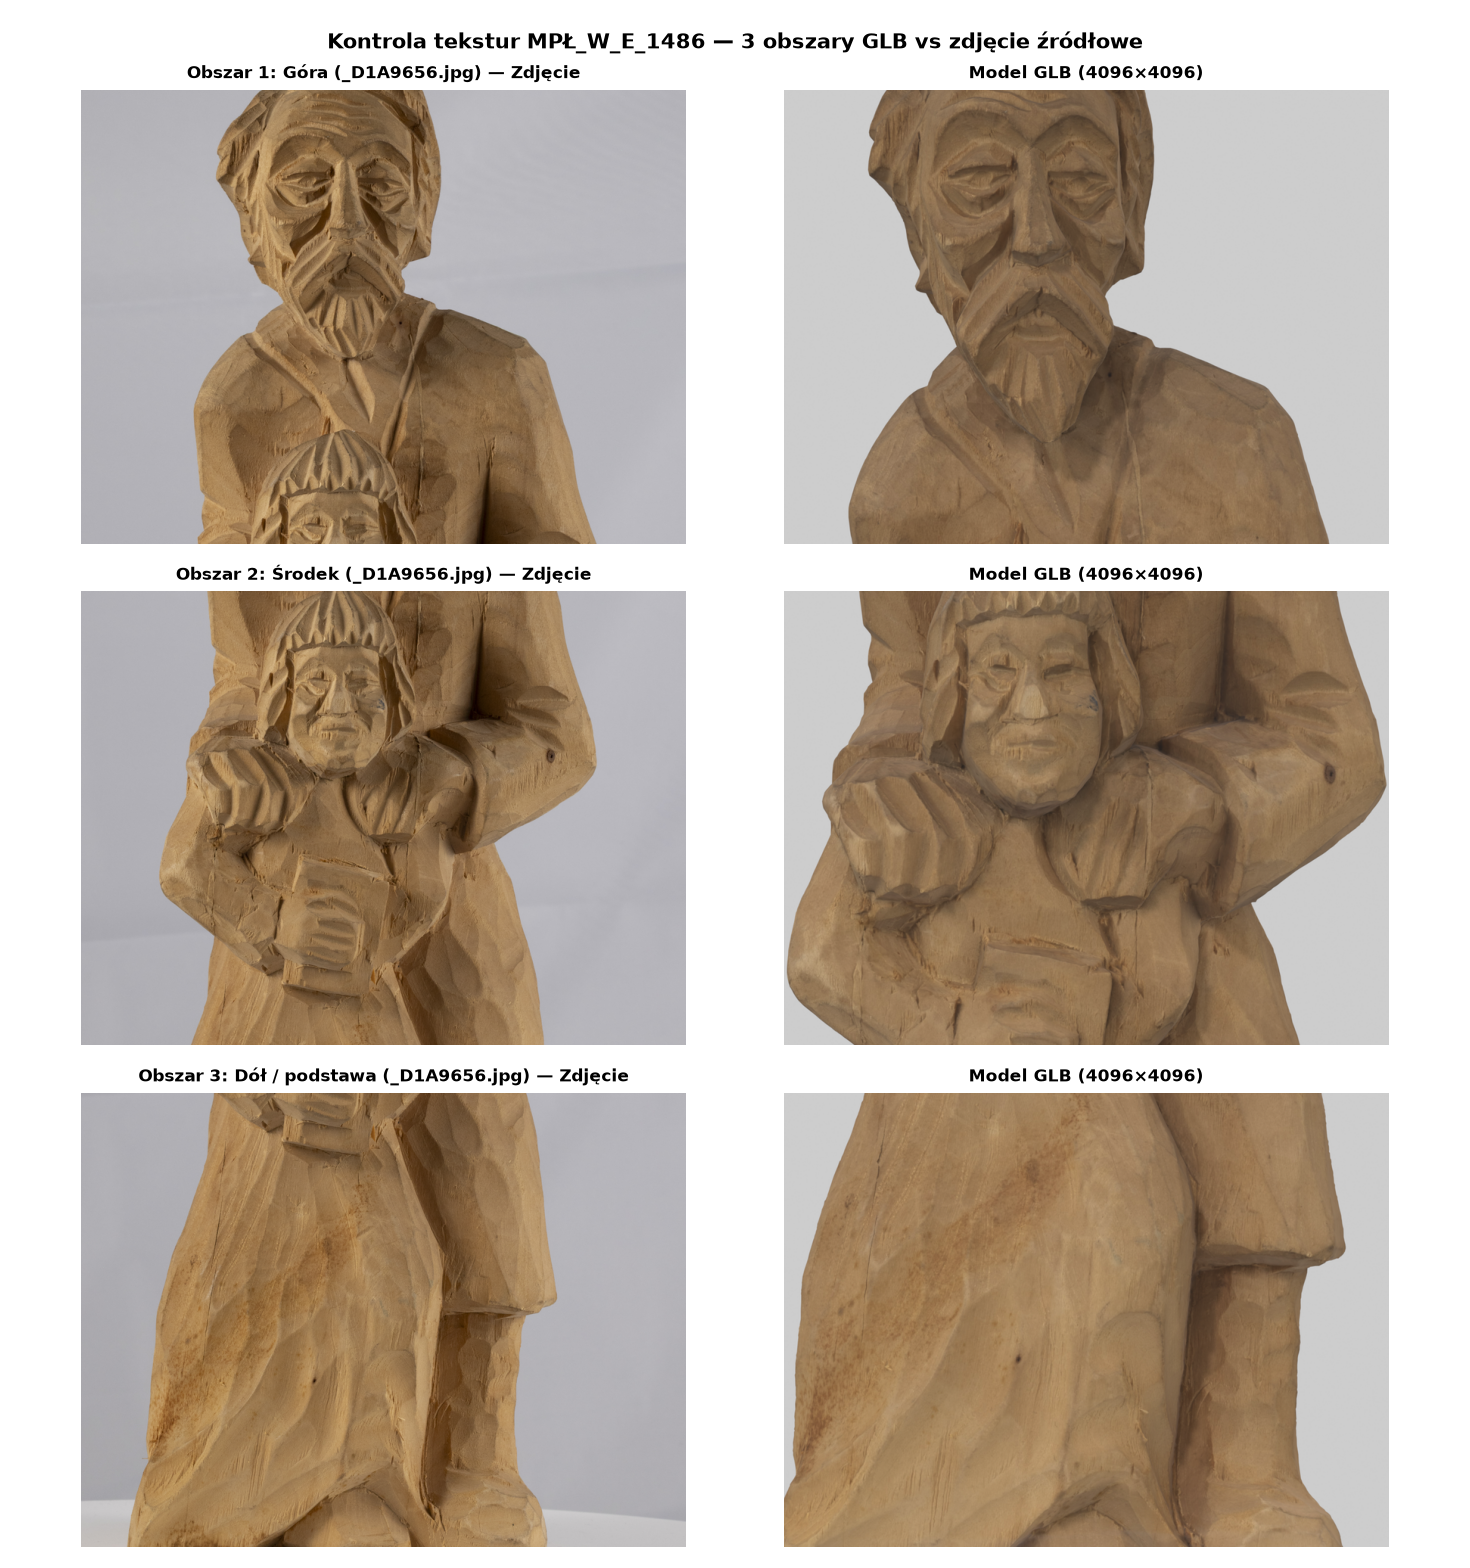 Kontrola tekstur MPŁ_W_E_1486 — 3 obszary GLB vs zdjęcie źródłowe
Obszar 1: Góra (_D1A9656.jpg) — Zdjęcie
Model GLB (4096×4096)
Obszar 2: Środek (_D1A9656.jpg) — Zdjęcie
Model GLB (4096×4096)
Obszar 3: Dół / podstawa (_D1A9656.jpg) — Zdjęcie
Model GLB (4096×4096)